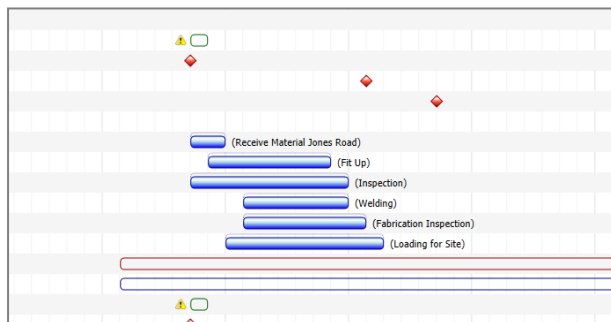 (Receive Material Jones Road)
(Fit Up)
(Inspection)
(Welding)
(Fabrication Inspection)
(Loading for Site)